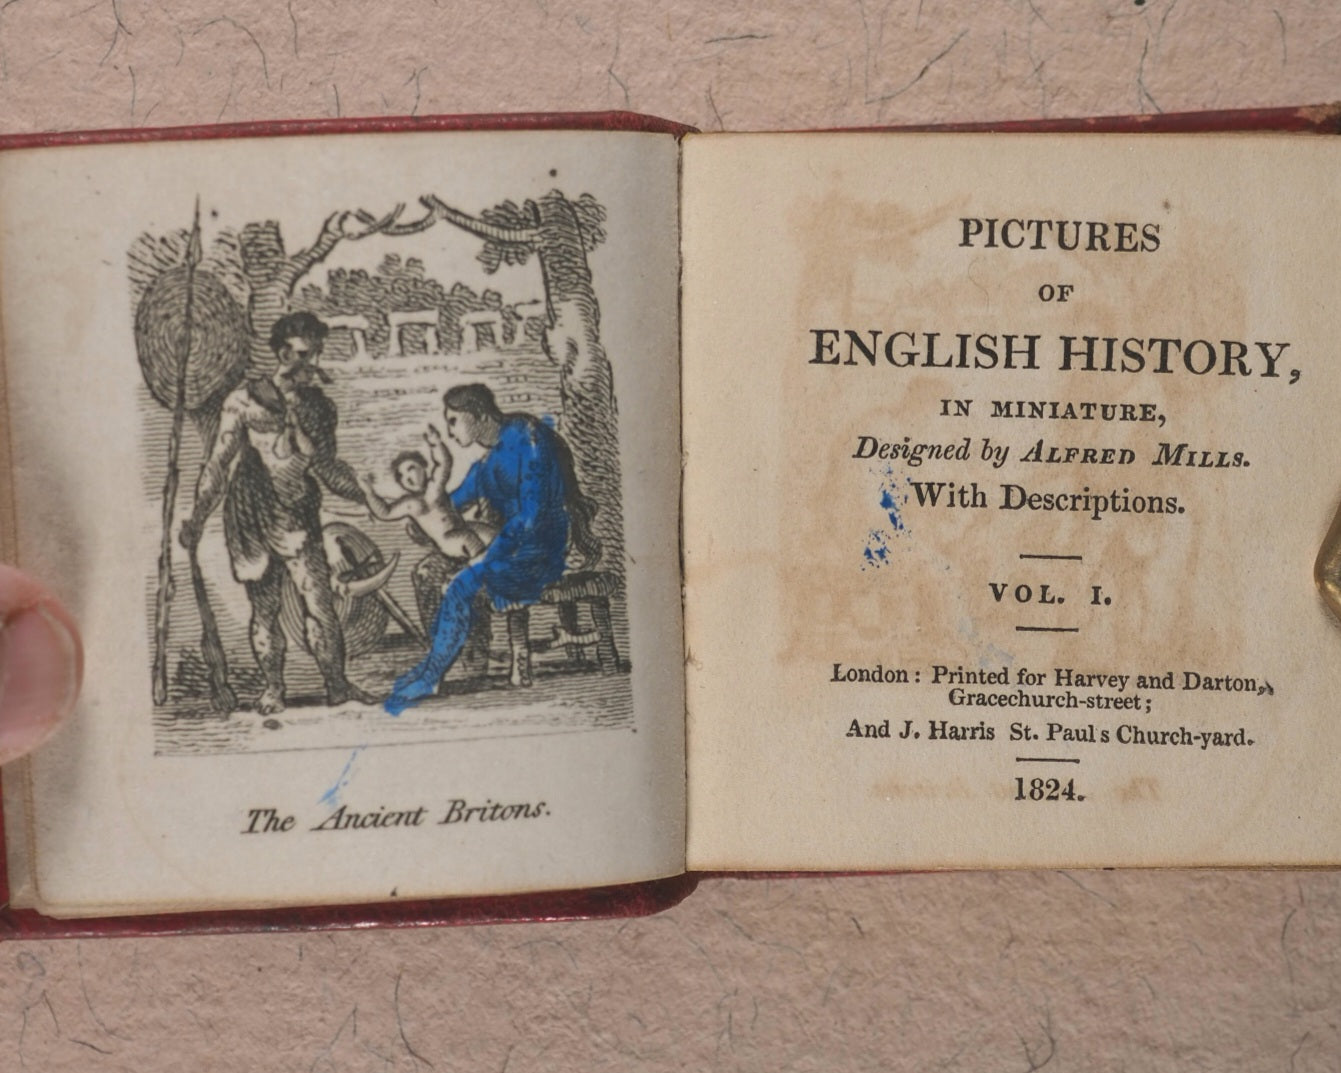 The Ancient Britons.
PICTURES
OF
ENGLISH HISTORY,
IN MINIATURE,
Designed by ALFRED MILLS.
With Descriptions.
VOL. I.
London: Printed for Harvey and Darton,
Gracechurch-street;
And J. Harris St. Paul s Church-yard.
1824.